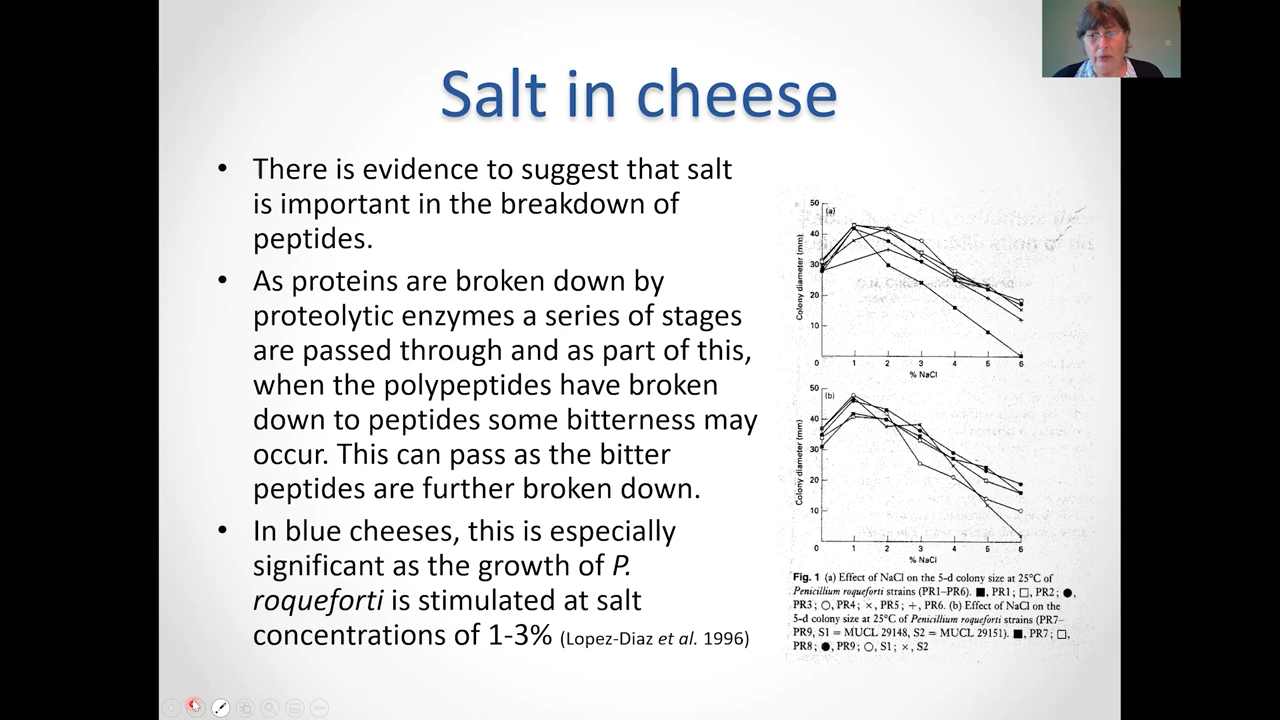 Salt in cheese
• There is evidence to suggest that salt
is important in the breakdown of
peptides.
• As proteins are broken down by
proteolytic enzymes a series of stages
are passed through and as part of this,
when the polypeptides have broken
down to peptides some bitterness may
occur. This can pass as the bitter
peptides are further broken down.
• In blue cheeses, this is especially
significant as the growth of P.
roqueforti is stimulated at salt
concentrations of 1-3% (Lopez-Diaz et al. 1996)
(a)
50
40
30
20
10
Colony diameter (mm)
0 1 2 3 4 5 6
% NaCl
(b)
50
40
30
20
10
Colony diameter (mm)
0 1 2 3 4 5 6
% NaCl
Fig. 1 (a) Effect of NaCl on the 5-d colony size at 25°C of
Penicillium roqueforti strains (PR1–PR6). ■, PR1; □, PR2; ●,
PR3; ○, PR4; ×, PR5; +, PR6. (b) Effect of NaCl on the
5-d colony size at 25°C of Penicillium roqueforti strains (PR7–
PR9, S1 = MUCL 29148, S2 = MUCL 29151). ■, PR7; □,
PR8; ●, PR9; ○, S1; ×, S2